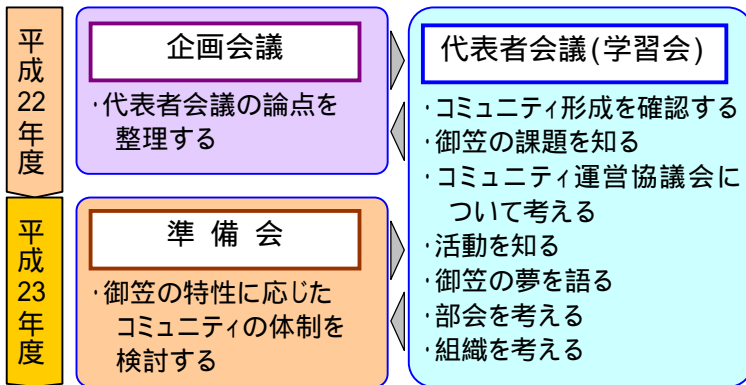 平成22年度
企画会議
・代表者会議の論点を
整理する
平成23年度
準 備 会
・御笠の特性に応じた
コミュニティの体制を
検討する
代表者会議(学習会)
・コミュニティ形成を確認する
・御笠の課題を知る
・コミュニティ運営協議会に
ついて考える
・活動を知る
・御笠の夢を語る
・部会を考える
・組織を考える